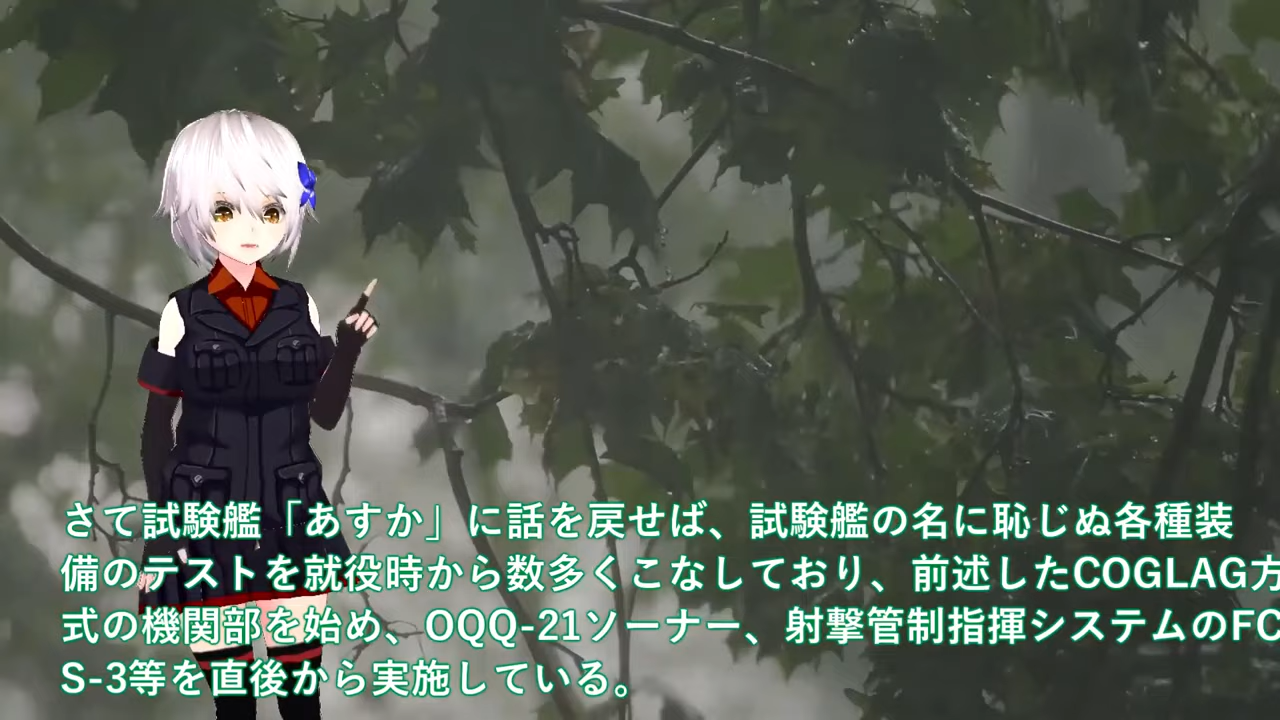 さて試験艦「あすか」に話を戻せば、試験艦の名に恥じぬ各種装
備のテストを就役時から数多くこなしており、前述したCOGLAG方
式の機関部を始め、OQQ-21ソーナー、射撃管制指揮システムのFC
S-3等を直後から実施している。